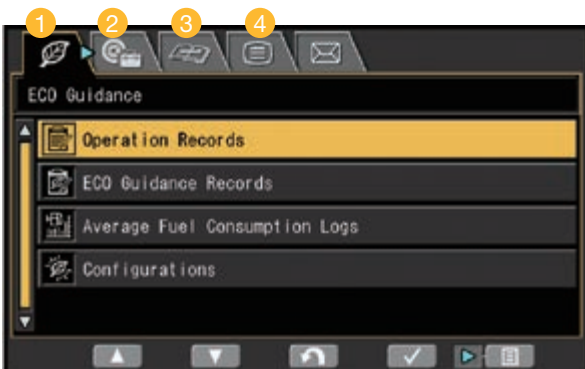 1 2 3 4
ECO Guidance
Operation Records
ECO Guidance Records
Average Fuel Consumption Logs
Configurations